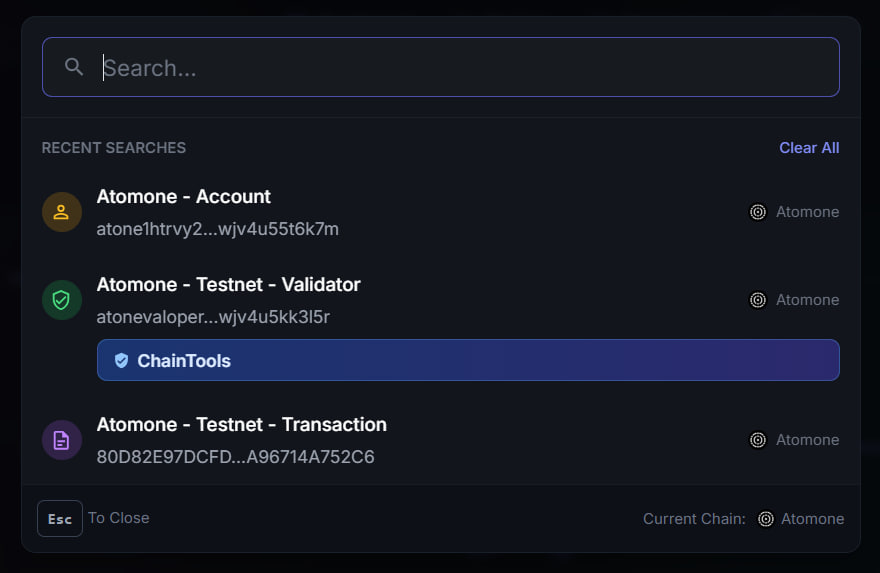 Search...
RECENT SEARCHES
Clear All
Atomone - Account
atone1htrvy2...wjv4u55t6k7m
Atomone
Atomone - Testnet - Validator
atonevaloper...wjv4u5kk3l5r
Atomone
ChainTools
Atomone - Testnet - Transaction
80D82E97DCFD...A96714A752C6
Atomone
Esc To Close
Current Chain: Atomone